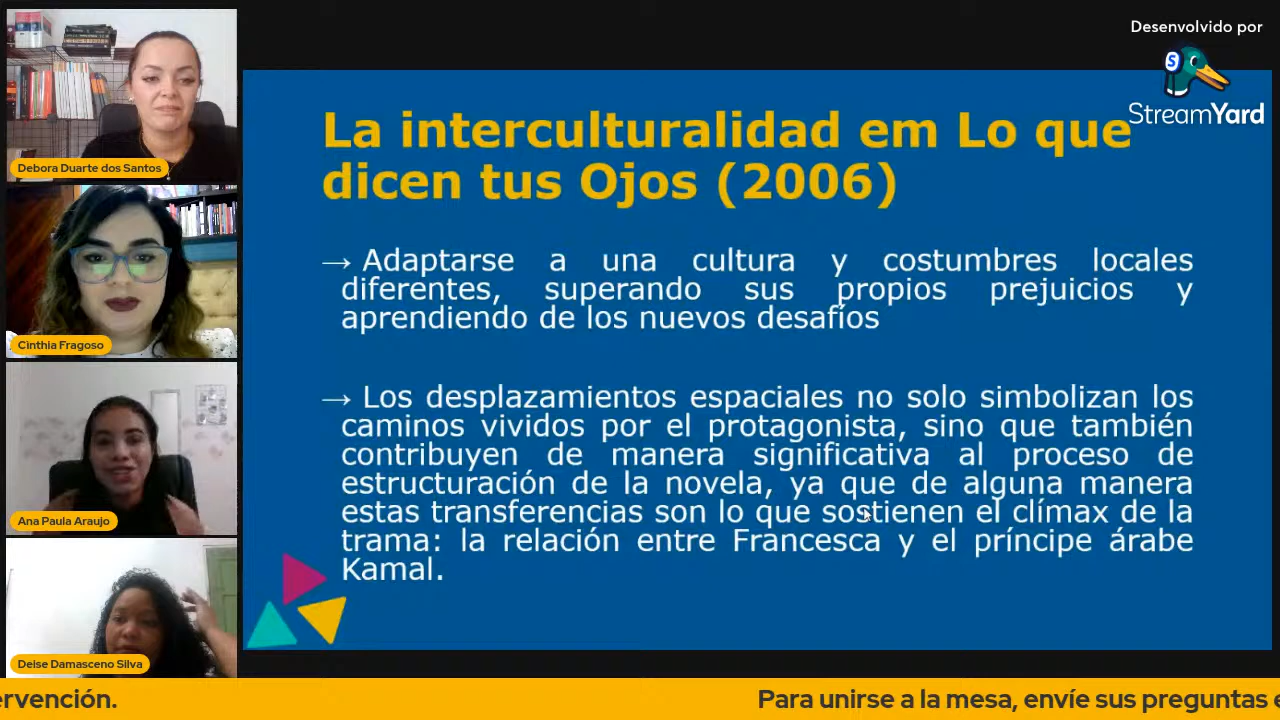 Desenvolvido por
StreamYard
La interculturalidad em Lo que
dicen tus Ojos (2006)
→ Adaptarse a una cultura y costumbres locales
diferentes, superando sus propios prejuicios y
aprendiendo de los nuevos desafíos
→ Los desplazamientos espaciales no solo simbolizan los
caminos vividos por el protagonista, sino que también
contribuyen de manera significativa al proceso de
estructuración de la novela, ya que de alguna manera
estas transferencias son lo que sostienen el clímax de la
trama: la relación entre Francesca y el príncipe árabe
Kamal.
Debora Duarte dos Santos
Cinthia Fragoso
Ana Paula Araujo
Deise Damasceno Silva
ervención.
Para unirse a la mesa, envíe sus preguntas e